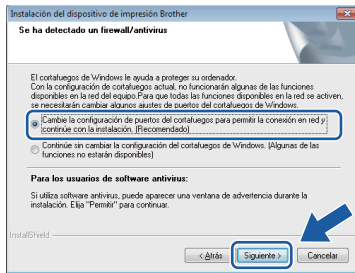 Instalación del dispositivo de impresión Brother
Se ha detectado un firewall/antivirus
El cortafuegos de Windows le ayuda a proteger su ordenador.
Con la configuración de cortafuegos actual, no funcionarán algunas de las funciones
disponibles en la red del equipo.Para que todas las funciones disponibles en la red se activen,
se necesitarán cambiar algunos ajustes de puertos del cortafuegos de Windows.
Cambie la configuración de puertos del cortafuegos para permitir la conexión en red y
continúe con la instalación. (Recomendado)
Continúe sin cambiar la configuración del cortafuegos de Windows. (Algunas de las
funciones no estarán disponibles)
Para los usuarios de software antivirus:
Si utiliza software antivirus, puede aparecer una ventana de advertencia durante la
instalación. Elija "Permitir" para continuar.
InstallShield
< Atrás
Siguiente >
Cancelar